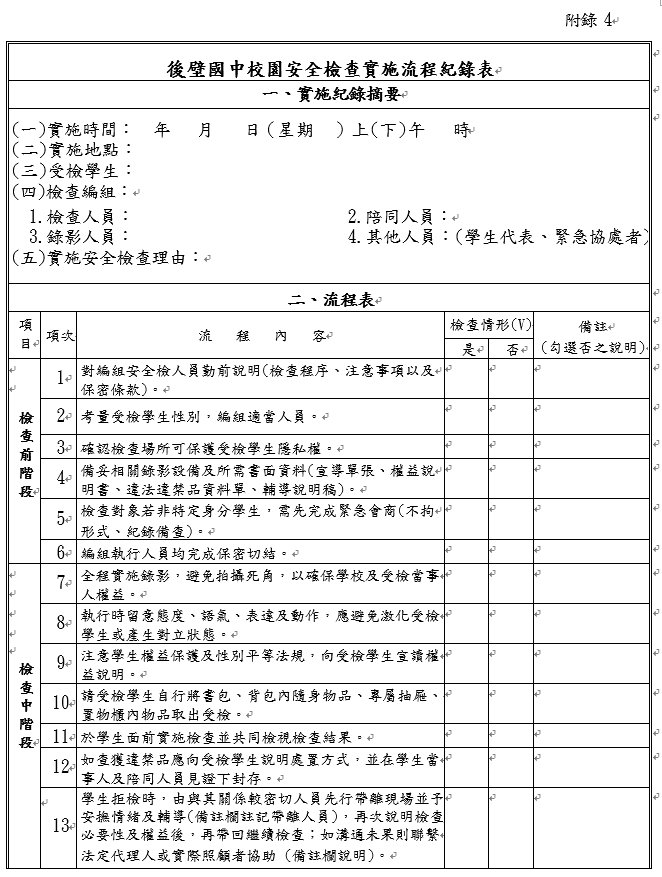 附錄 4
後壁國中校園安全檢查實施流程紀錄表
一、實施紀錄摘要
(一)實施時間： 年 月 日(星期 )上(下)午 時
(二)實施地點：
(三)受檢學生：
(四)檢查編組：
1.檢查人員： 2.陪同人員：
3.錄影人員： 4.其他人員：(學生代表、緊急協處者)
(五)實施安全檢查理由：
二、流程表
項目 項次 流 程 內 容 檢查情形(V) 備註
是 否 (勾選否之說明)
檢查前階段
1 對編組安全檢人員勤前說明(檢查程序、注意事項以及
保密條款)。
2 考量受檢學生性別，編組適當人員。
3 確認檢查場所可保護受檢學生隱私權。
4 備妥相關錄影設備及所需書面資料(宣導單張、權益說
明書、違法違禁品資料單、輔導說明稿)。
5 檢查對象若非特定身分學生，需先完成緊急會商(不拘
形式、紀錄備查)。
6 編組執行人員均完成保密切結。
檢查中階段
7 全程實施錄影，避免拍攝死角，以確保學校及受檢當事
人權益。
8 執行時留意態度、語氣、表達及動作，應避免激化受檢
學生或產生對立狀態。
9 注意學生權益保護及性別平等法規，向受檢學生宣讀權
益說明。
10 請受檢學生自行將書包、背包內隨身物品、專屬抽屜、
置物櫃內物品取出受檢。
11 於學生面前實施檢查並共同檢視檢查結果。
12 如查獲違禁品應向受檢學生說明處置方式，並在學生當
事人及陪同人員見證下封存。
13 學生拒檢時，由與其關係較密切人員先行帶離現場並予
安撫情緒及輔導(備註欄註記帶離人員)，再次說明檢查
必要性及權益後，再帶回繼續檢查；如溝通未果則聯繫
法定代理人或實際照顧者協助 (備註欄說明)。